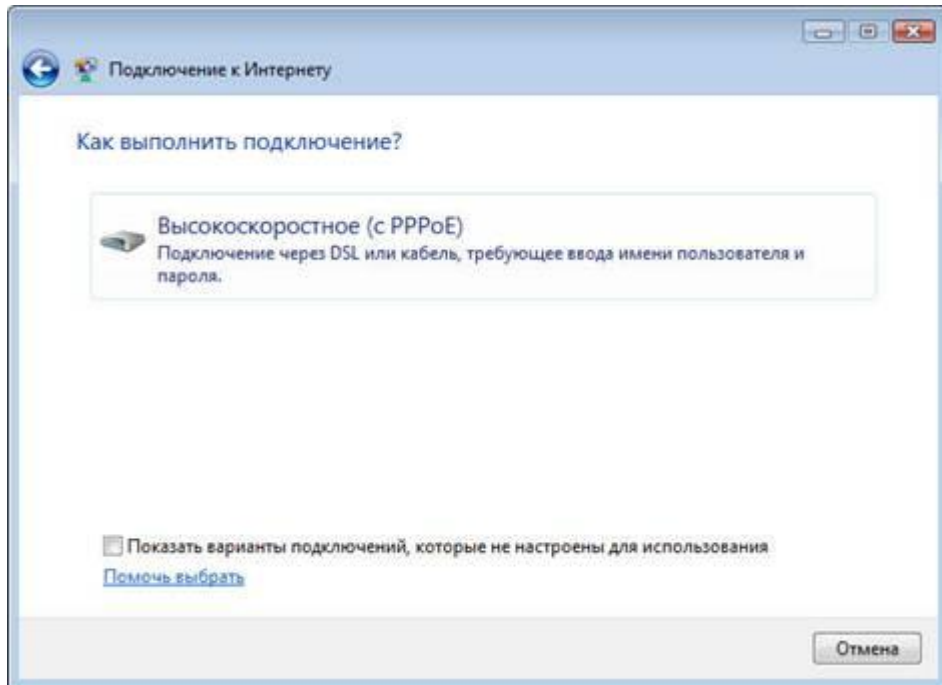 Подключение к Интернету
Как выполнить подключение?
Высокоскоростное (с PPPoE)
Подключение через DSL или кабель, требующее ввода имени пользователя и
пароля.
Показать варианты подключений, которые не настроены для использования
Помочь выбрать
Отмена